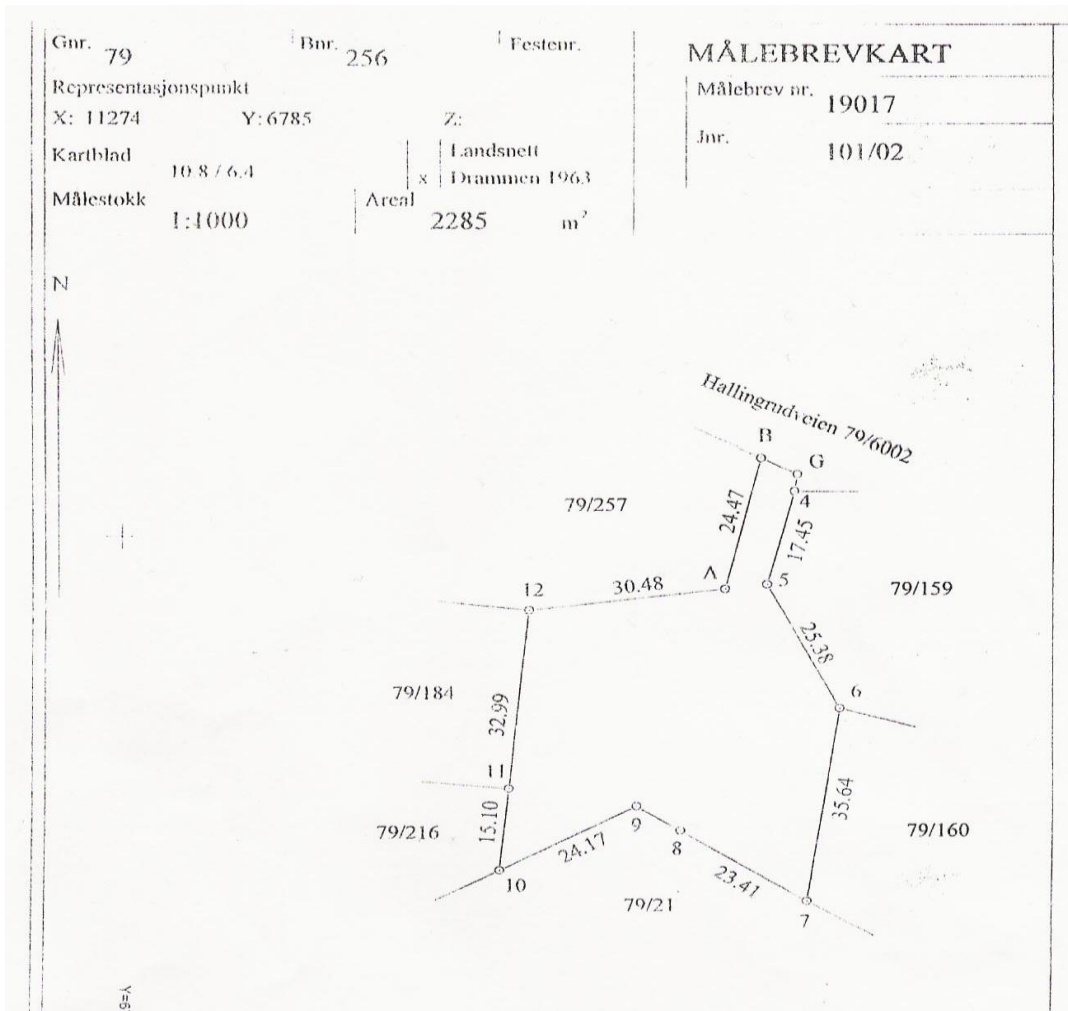 Gnr. 79 Bnr. 256 Festenr.
MÅLEBREVKART
Representasjonspunkt
Målebrev nr. 19017
X: 11274 Y: 6785 Z:
Jnr. 101/02
Kartblad 10.8 / 6.4
Landsnett
x Drammen 1963
Målestokk 1:1000
Areal 2285 m²
N
Hallingrudveien 79/6002
B
G
4
79/257
24.47
17.45
A
5
79/159
12
30.48
25.38
6
79/184
32.99
11
35.64
79/216
15.10
9
8
79/160
24.17
23.41
10
79/21
7
Y=6